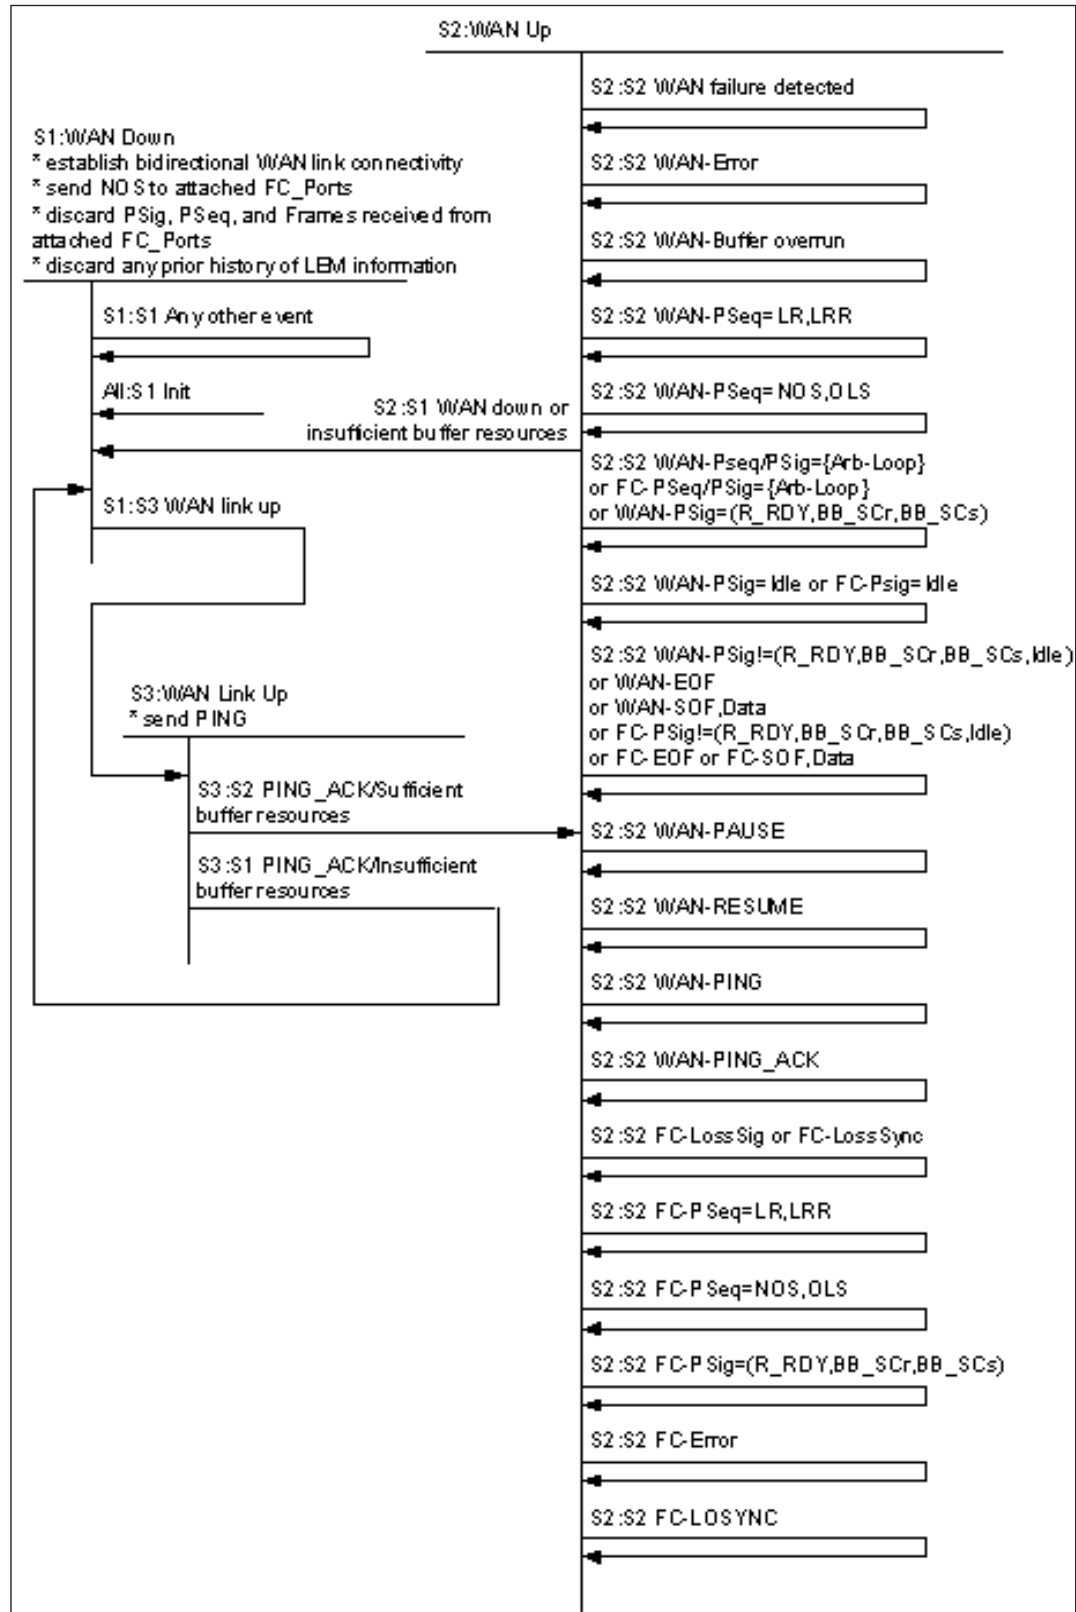 S2:WAN Up
S2:S2 WAN failure detected
S1:WAN Down
* establish bidirectional WAN link connectivity
* send NOS to attached FC_Ports
* discard PSig, PSeq, and Frames received from
attached FC_Ports
* discard any prior history of LEM information
S2:S2 WAN-Error
S2:S2 WAN-Buffer overrun
S1:S1 Any other event
S2:S2 WAN-PSeq=LR,LRR
All:S1 Init
S2:S1 WAN down or
insufficient buffer resources
S2:S2 WAN-PSeq=NOS,OLS
S1:S3 WAN link up
S2:S2 WAN-Pseq/PSig={Arb-Loop}
or FC-PSeq/PSig={Arb-Loop}
or WAN-PSig=(R_RDY,BB_SCr,BB_SCs)
S2:S2 WAN-PSig=Idle or FC-Psig=Idle
S2:S2 WAN-PSig!=(R_RDY,BB_SCr,BB_SCs,Idle)
or WAN-EOF
or WAN-SOF,Data
or FC-PSig!=(R_RDY,BB_SCr,BB_SCs,Idle)
or FC-EOF or FC-SOF,Data
S3:WAN Link Up
* send PING
S3:S2 PING_ACK/Sufficient
buffer resources
S3:S1 PING_ACK/Insufficient
buffer resources
S2:S2 WAN-PAUSE
S2:S2 WAN-RESUME
S2:S2 WAN-PING
S2:S2 WAN-PING_ACK
S2:S2 FC-LossSig or FC-LossSync
S2:S2 FC-PSeq=LR,LRR
S2:S2 FC-PSeq=NOS,OLS
S2:S2 FC-PSig=(R_RDY,BB_SCr,BB_SCs)
S2:S2 FC-Error
S2:S2 FC-LOSYNC